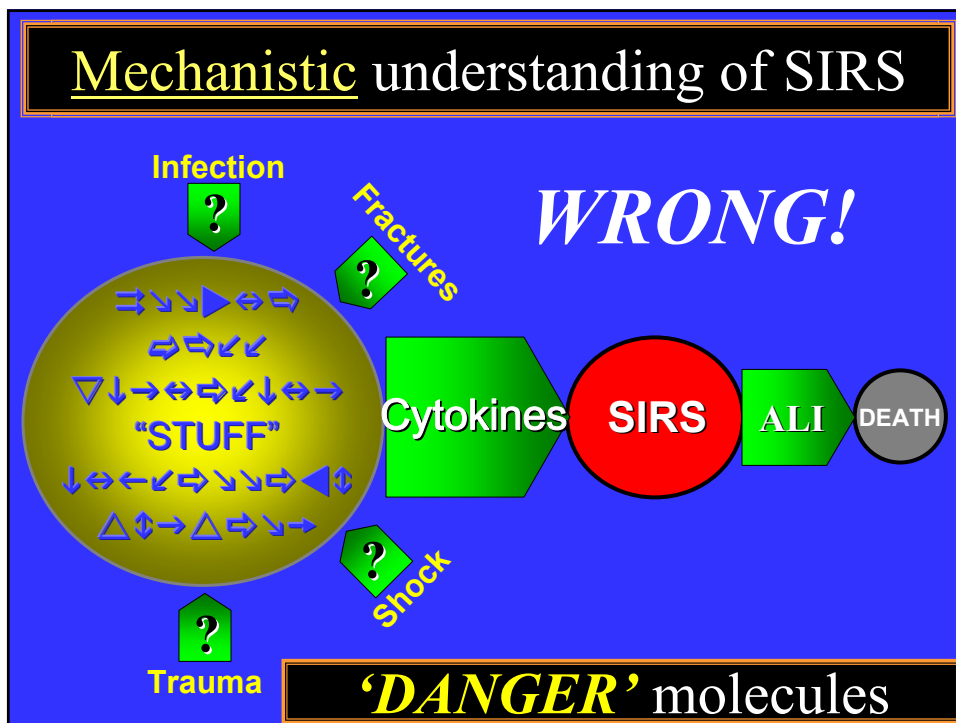 Mechanistic understanding of SIRS
Infection
?
Fractures
?
WRONG!
“STUFF”
Cytokines
SIRS
ALI
DEATH
?
Shock
?
Trauma
‘DANGER’ molecules